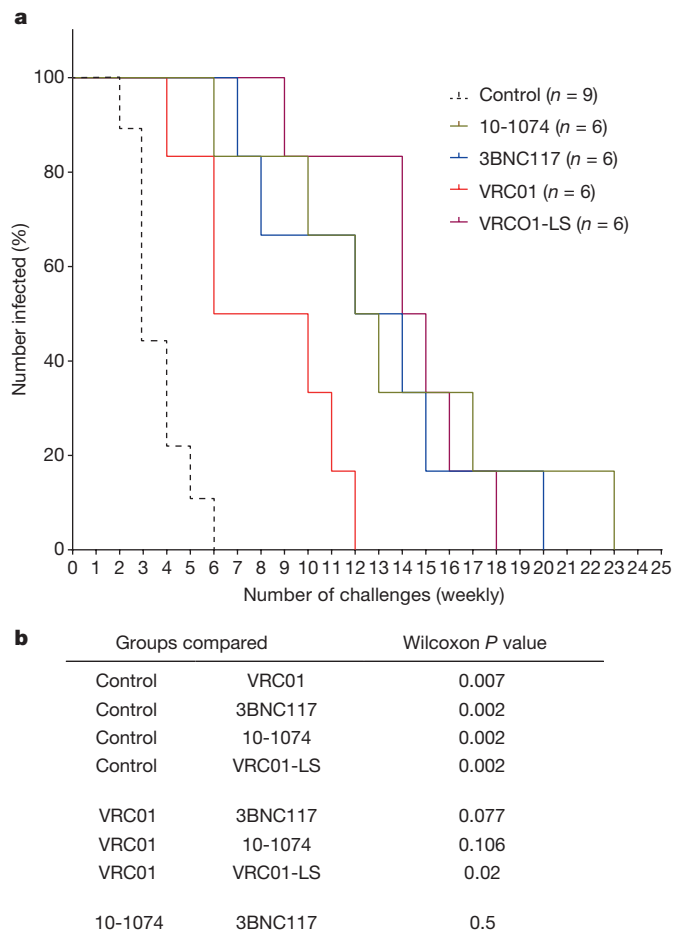 a
100
80
60
40
20
0
Number infected (%)
Control (n = 9)
10-1074 (n = 6)
3BNC117 (n = 6)
VRC01 (n = 6)
VRCO1-LS (n = 6)
0 1 2 3 4 5 6 7 8 9 10 11 12 13 14 15 16 17 18 19 20 21 22 23 24 25
Number of challenges (weekly)
b
Groups compared Wilcoxon P value
Control VRC01 0.007
Control 3BNC117 0.002
Control 10-1074 0.002
Control VRC01-LS 0.002
VRC01 3BNC117 0.077
VRC01 10-1074 0.106
VRC01 VRC01-LS 0.02
10-1074 3BNC117 0.5